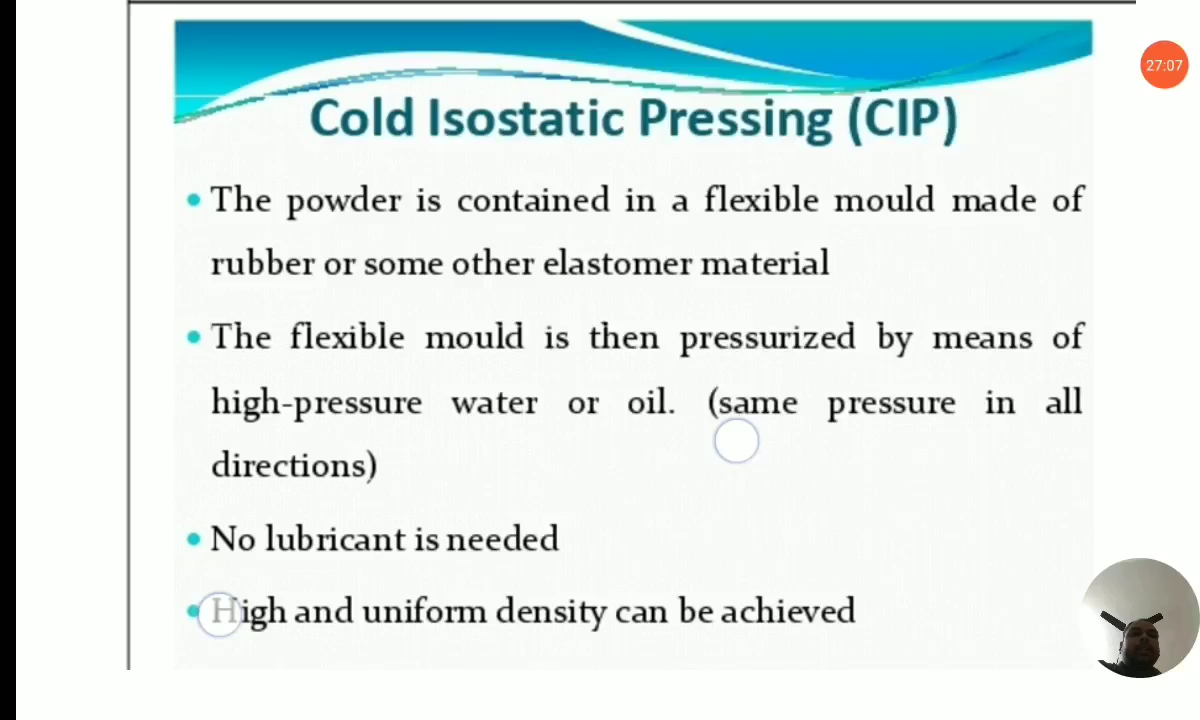 27:07
Cold Isostatic Pressing (CIP)
• The powder is contained in a flexible mould made of
rubber or some other elastomer material
• The flexible mould is then pressurized by means of
high-pressure water or oil. (same pressure in all
directions)
• No lubricant is needed
• High and uniform density can be achieved